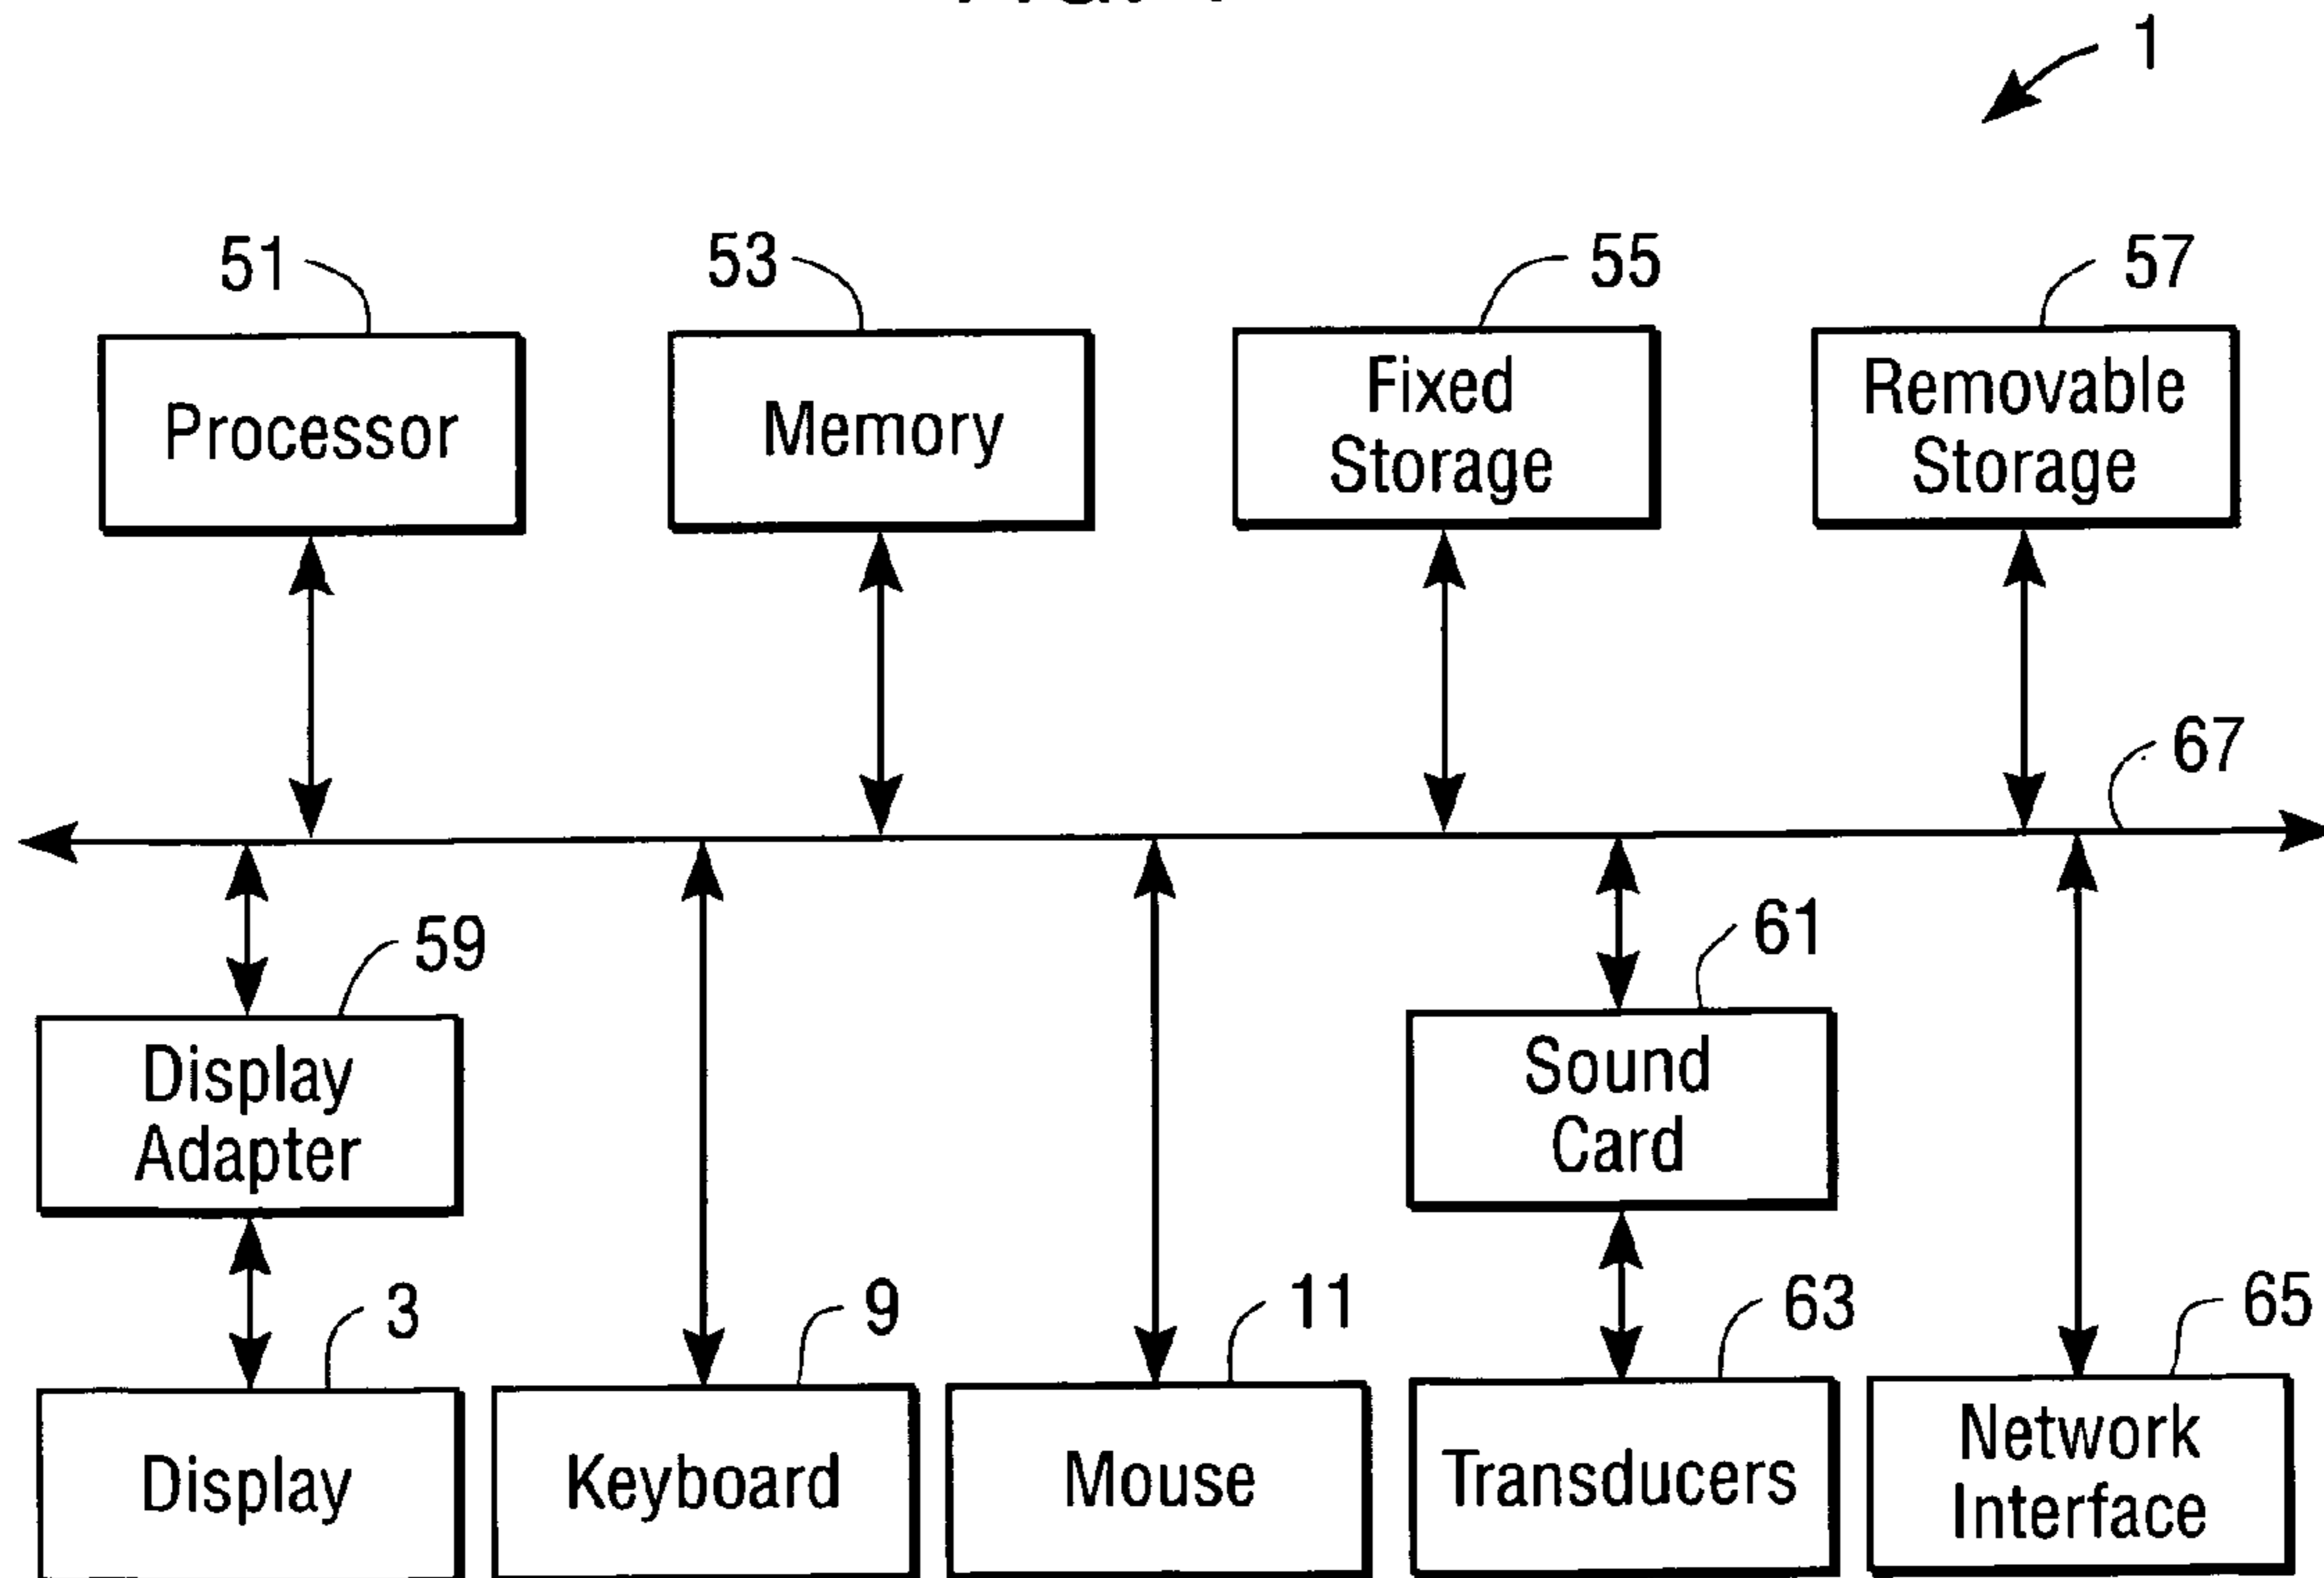 1
51
53
55
57
Processor
Memory
Fixed
Storage
Removable
Storage
67
59
61
Display
Adapter
Sound
Card
3
9
11
63
65
Display
Keyboard
Mouse
Transducers
Network
Interface